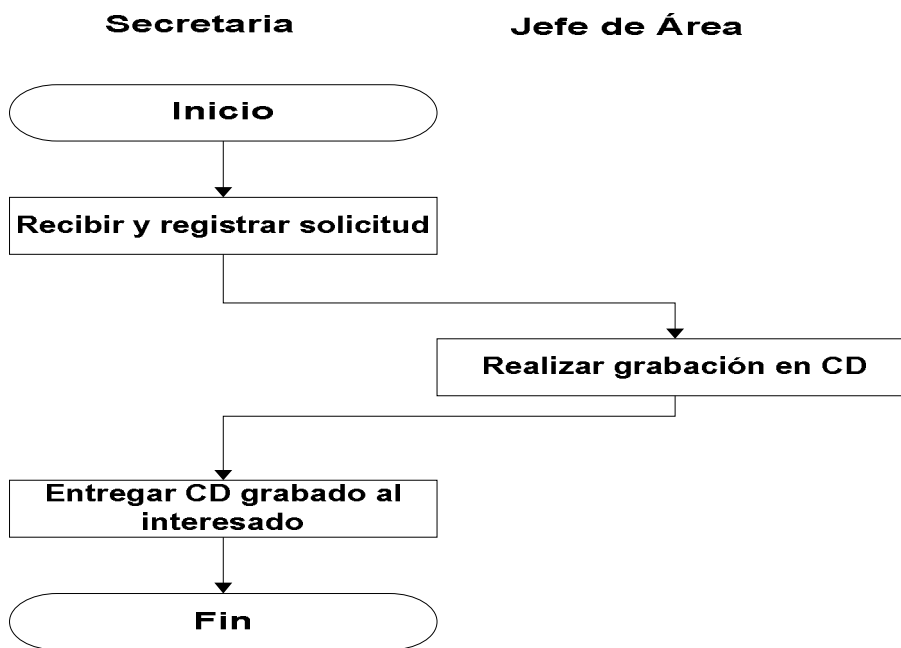 Secretaria
Jefe de Área
Inicio
Recibir y registrar solicitud
Realizar grabación en CD
Entregar CD grabado al
interesado
Fin